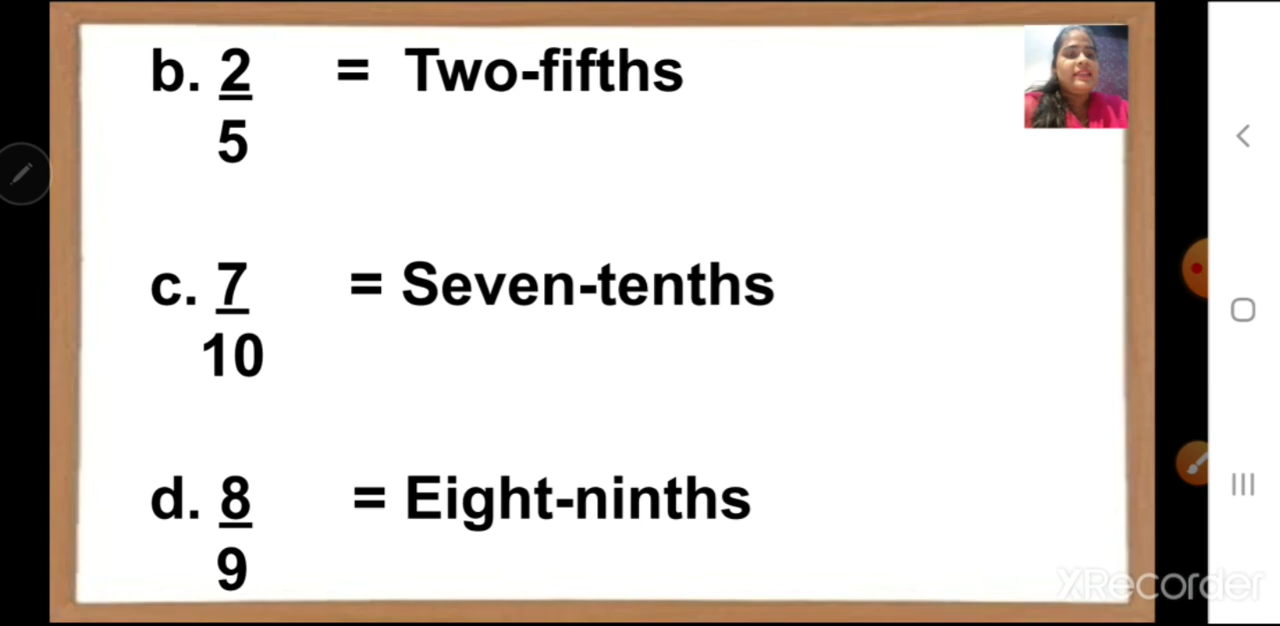 b. 2 = Two-fifths
5
c. 7 = Seven-tenths
10
d. 8 = Eight-ninths
9
XRecorder